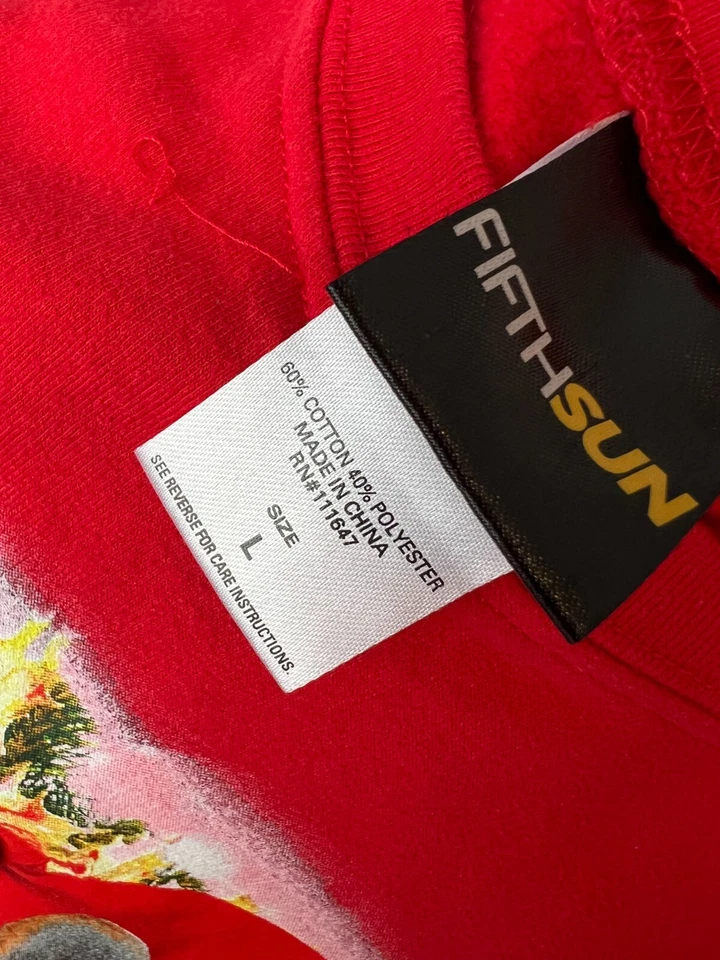 FIFTHSUN
60% COTTON 40% POLYESTER
MADE IN CHINA
RN#111647
SIZE
L
SEE REVERSE FOR CARE INSTRUCTIONS.